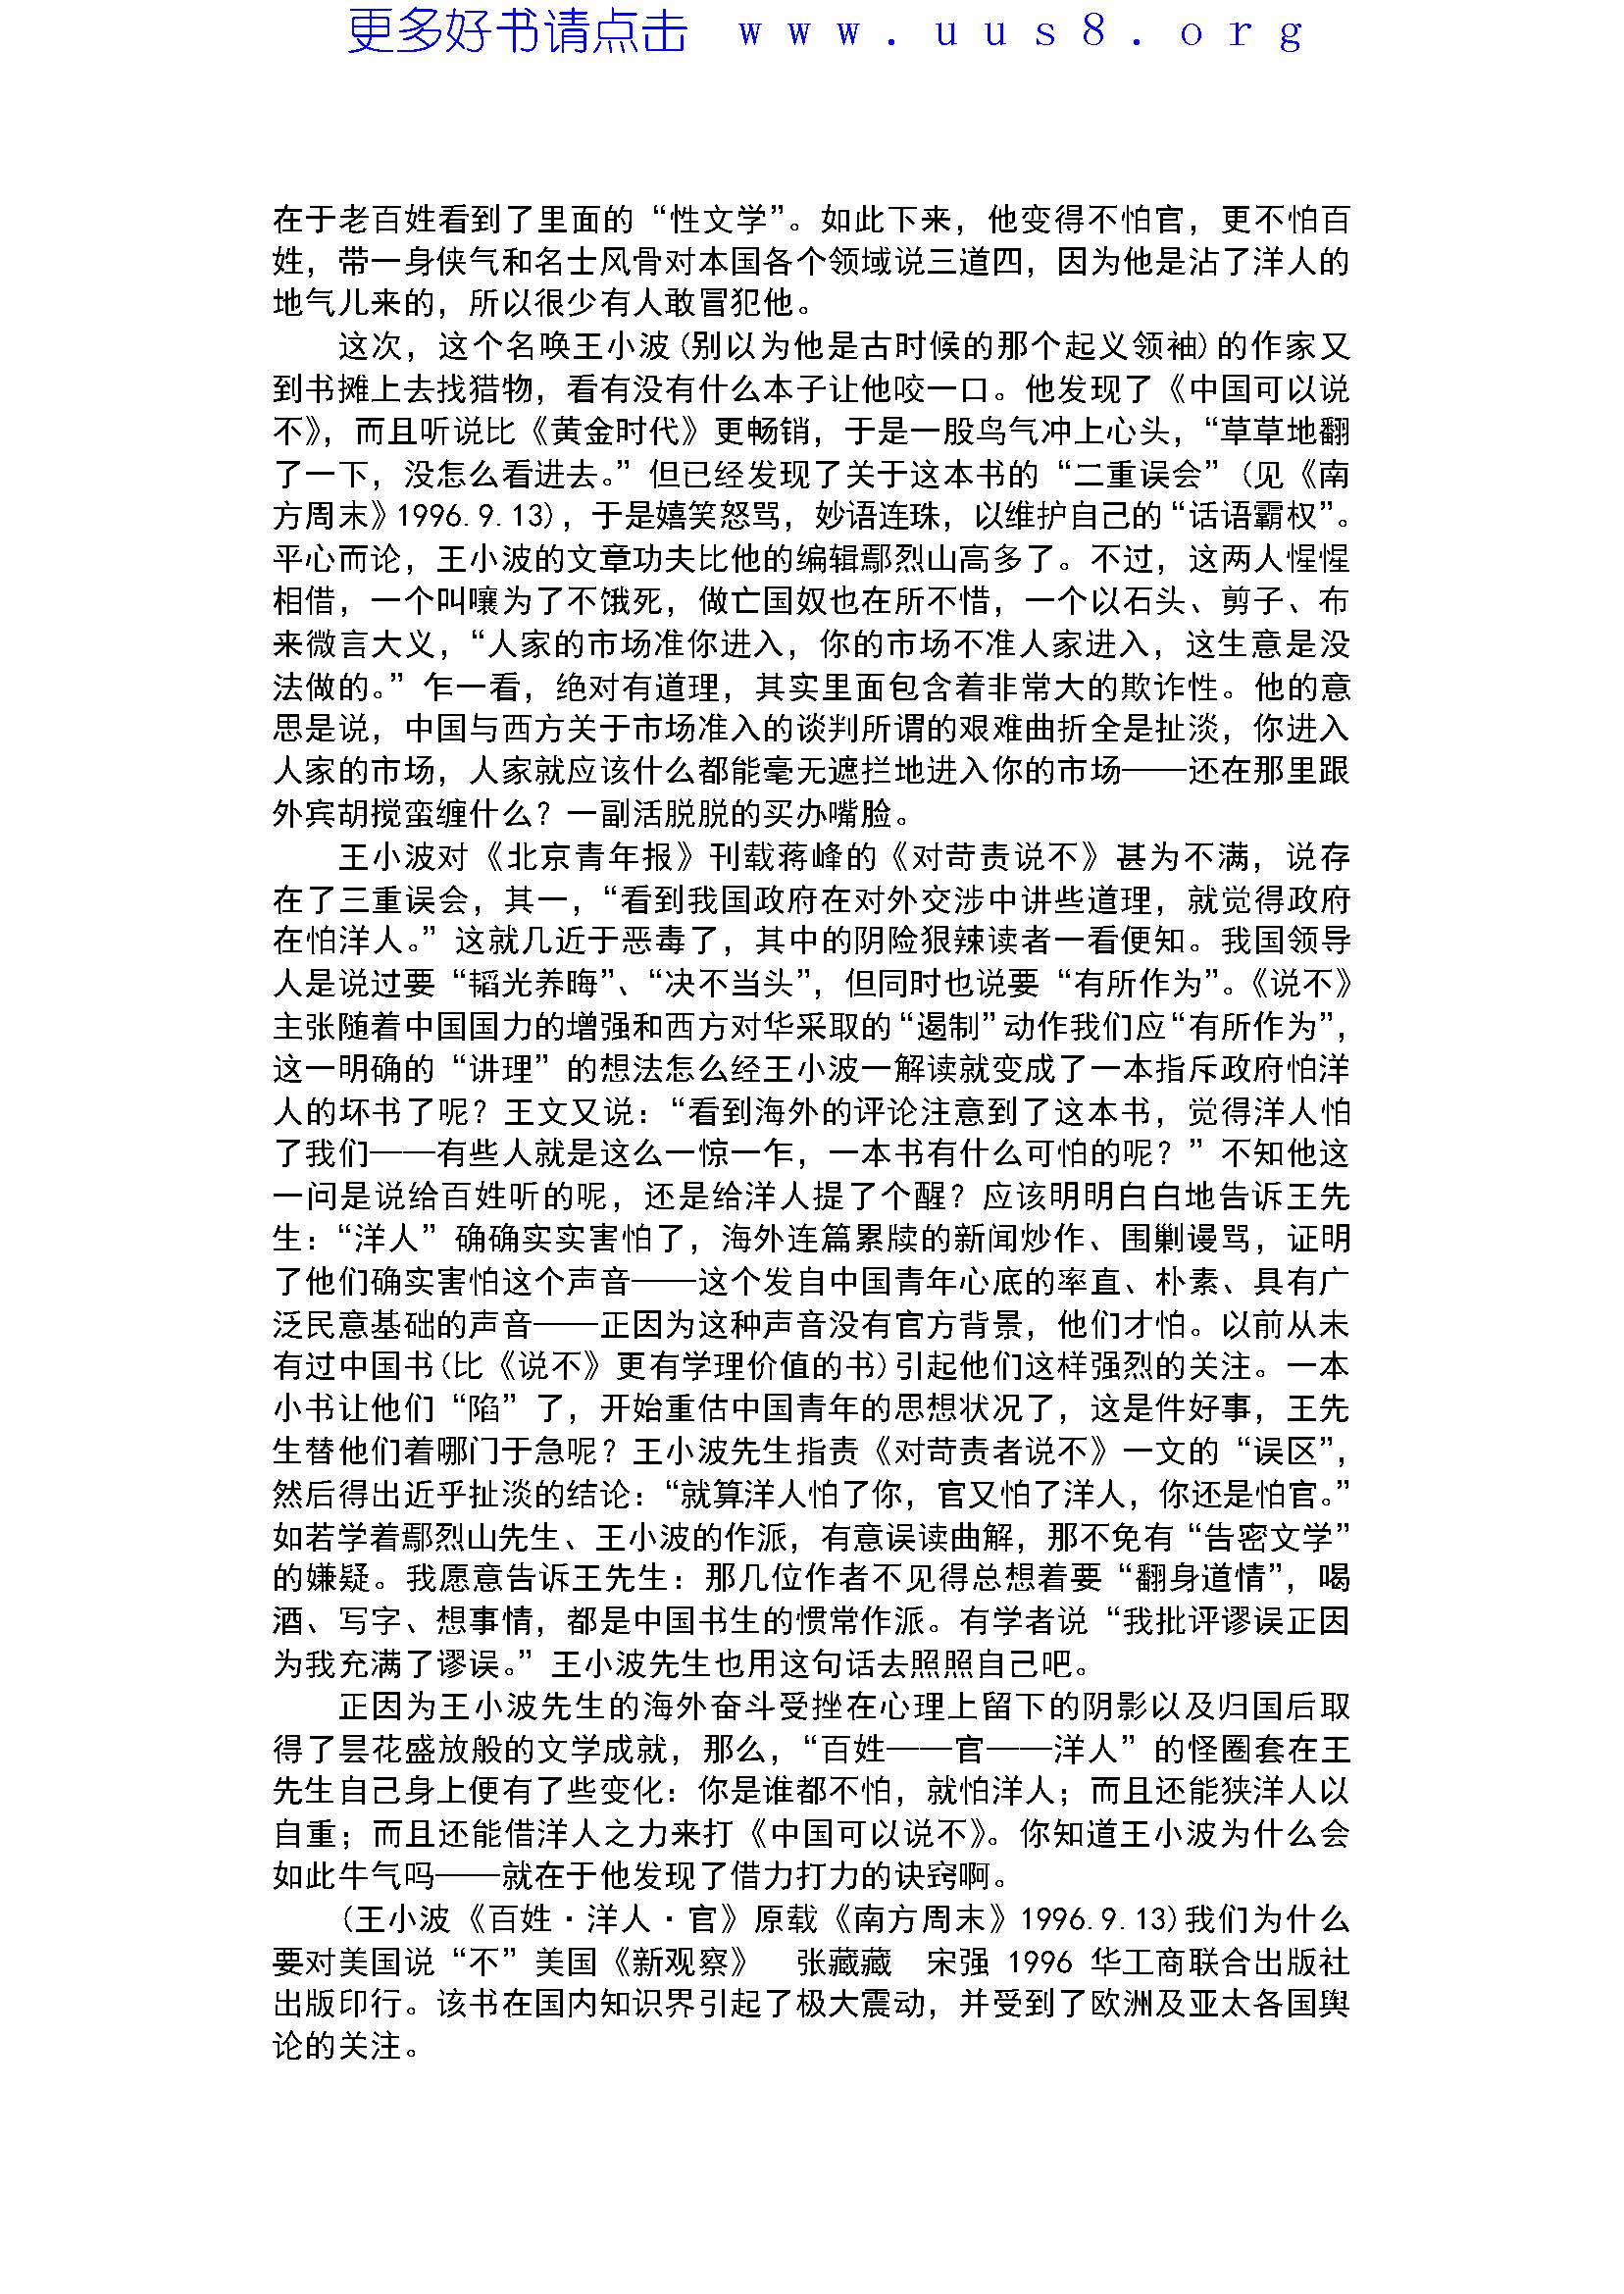 更多好书请点击 www.uus8.org
在于老百姓看到了里面的“性文学”。如此下来，他变得不怕官，更不怕百
姓，带一身侠气和名士风骨对本国各个领域说三道四，因为他是沾了洋人的
地气儿来的，所以很少有人敢冒犯他。
这次，这个名唤王小波(别以为他是古时候的那个起义领袖)的作家又
到书摊上去找猎物，看有没有什么本子让他咬一口。他发现了《中国可以说
不》，而且听说比《黄金时代》更畅销，于是一股鸟气冲上心头，“草草地翻
了一下，没怎么看进去。”但已经发现了关于这本书的“二重误会”(见《南
方周末》1996.9.13)，于是嬉笑怒骂，妙语连珠，以维护自己的“话语霸权”。
平心而论，王小波的文章功夫比他的编辑鄢烈山高多了。不过，这两人惺惺
相借，一个叫嚷为了不饿死，做亡国奴也在所不惜，一个以石头、剪子、布
来微言大义，“人家的市场准你进入，你的市场不准人家进入，这生意是没
法做的。”乍一看，绝对有道理，其实里面包含着非常大的欺诈性。他的意
思是说，中国与西方关于市场准入的谈判所谓的艰难曲折全是扯淡，你进入
人家的市场，人家就应该什么都能毫无遮拦地进入你的市场——还在那里跟
外宾胡搅蛮缠什么？一副活脱脱的买办嘴脸。
王小波对《北京青年报》刊载蒋峰的《对苛责说不》甚为不满，说存
在了三重误会，其一，“看到我国政府在对外交涉中讲些道理，就觉得政府
在怕洋人。”这就几近于恶毒了，其中的阴险狠辣读者一看便知。我国领导
人是说过要“韬光养晦”、“决不当头”，但同时也说要“有所作为”。《说不》
主张随着中国国力的增强和西方对华采取的“遏制”动作我们应“有所作为”，
这一明确的“讲理”的想法怎么经王小波一解读就变成了一本指斥政府怕洋
人的坏书了呢？王文又说：“看到海外的评论注意到了这本书，觉得洋人怕
了我们——有些人就是这么一惊一乍，一本书有什么可怕的呢？”不知他这
一问是说给百姓听的呢，还是给洋人提了个醒？应该明明白白地告诉王先
生：“洋人”确确实实害怕了，海外连篇累牍的新闻炒作、围剿谩骂，证明
了他们确实害怕这个声音——这个发自中国青年心底的率直、朴素、具有广
泛民意基础的声音——正因为这种声音没有官方背景，他们才怕。以前从未
有过中国书(比《说不》更有学理价值的书)引起他们这样强烈的关注。一本
小书让他们“陷”了，开始重估中国青年的思想状况了，这是件好事，王先
生替他们着哪门于急呢？王小波先生指责《对苛责者说不》一文的“误区”，
然后得出近乎扯淡的结论：“就算洋人怕了你，官又怕了洋人，你还是怕官。”
如若学着鄢烈山先生、王小波的作派，有意误读曲解，那不免有“告密文学”
的嫌疑。我愿意告诉王先生：那几位作者不见得总想着要“翻身道情”，喝
酒、写字、想事情，都是中国书生的惯常作派。有学者说“我批评谬误正因
为我充满了谬误。”王小波先生也用这句话去照照自己吧。
正因为王小波先生的海外奋斗受挫在心理上留下的阴影以及归国后取
得了昙花盛放般的文学成就，那么，“百姓——官——洋人”的怪圈套在王
先生自己身上便有了些变化：你是谁都不怕，就怕洋人；而且还能狭洋人以
自重；而且还能借洋人之力来打《中国可以说不》。你知道王小波为什么会
如此牛气吗——就在于他发现了借力打力的诀窍啊。
(王小波《百姓·洋人·官》原载《南方周末》1996.9.13)我们为什么
要对美国说“不”美国《新观察》　张藏藏　宋强 1996 华工商联合出版社
出版印行。该书在国内知识界引起了极大震动，并受到了欧洲及亚太各国舆
论的关注。